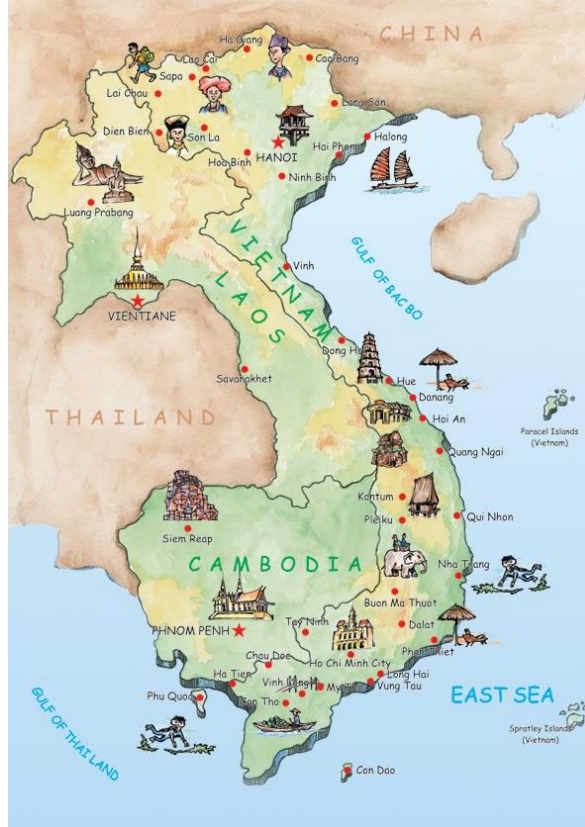 CHINA
Ha Giang
Cao Bang
Lao Cai
Sapa
Lai Chau
Lang Son
Dien Bien
Son La
Halong
Hai Phong
Hoa Binh
HANOI
Ninh Binh
Luang Prabang
VIETNAM
GULF OF BAC BO
Vinh
LAOS
VIENTIANE
Dong H
Savanakhet
Hue
Danang
THAILAND
Hoi An
Paracel Islands
(Vietnam)
Quang Ngai
Kontum
Pleiku
Qui Nhon
Siem Reap
CAMBODIA
Nha Trang
Buon Ma Thuot
PHNOM PENH
Tay Ninh
Dalat
Phan Thiet
Chau Doc
Ho Chi Minh City
Ha Tien
Long Hai
Vinh Long
My Tho
Vung Tau
Phu Quoc
Can Tho
EAST SEA
GULF OF THAILAND
Spratley Islands
(Vietnam)
Con Dao